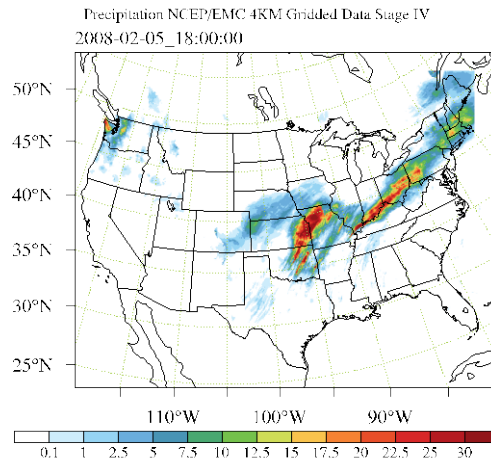 Precipitation NCEP/EMC 4KM Gridded Data Stage IV
2008-02-05_18:00:00
50°N
45°N
40°N
35°N
30°N
25°N
110°W 100°W 90°W
0.1 1 2.5 5 7.5 10 12.5 15 17.5 20 22.5 25 30